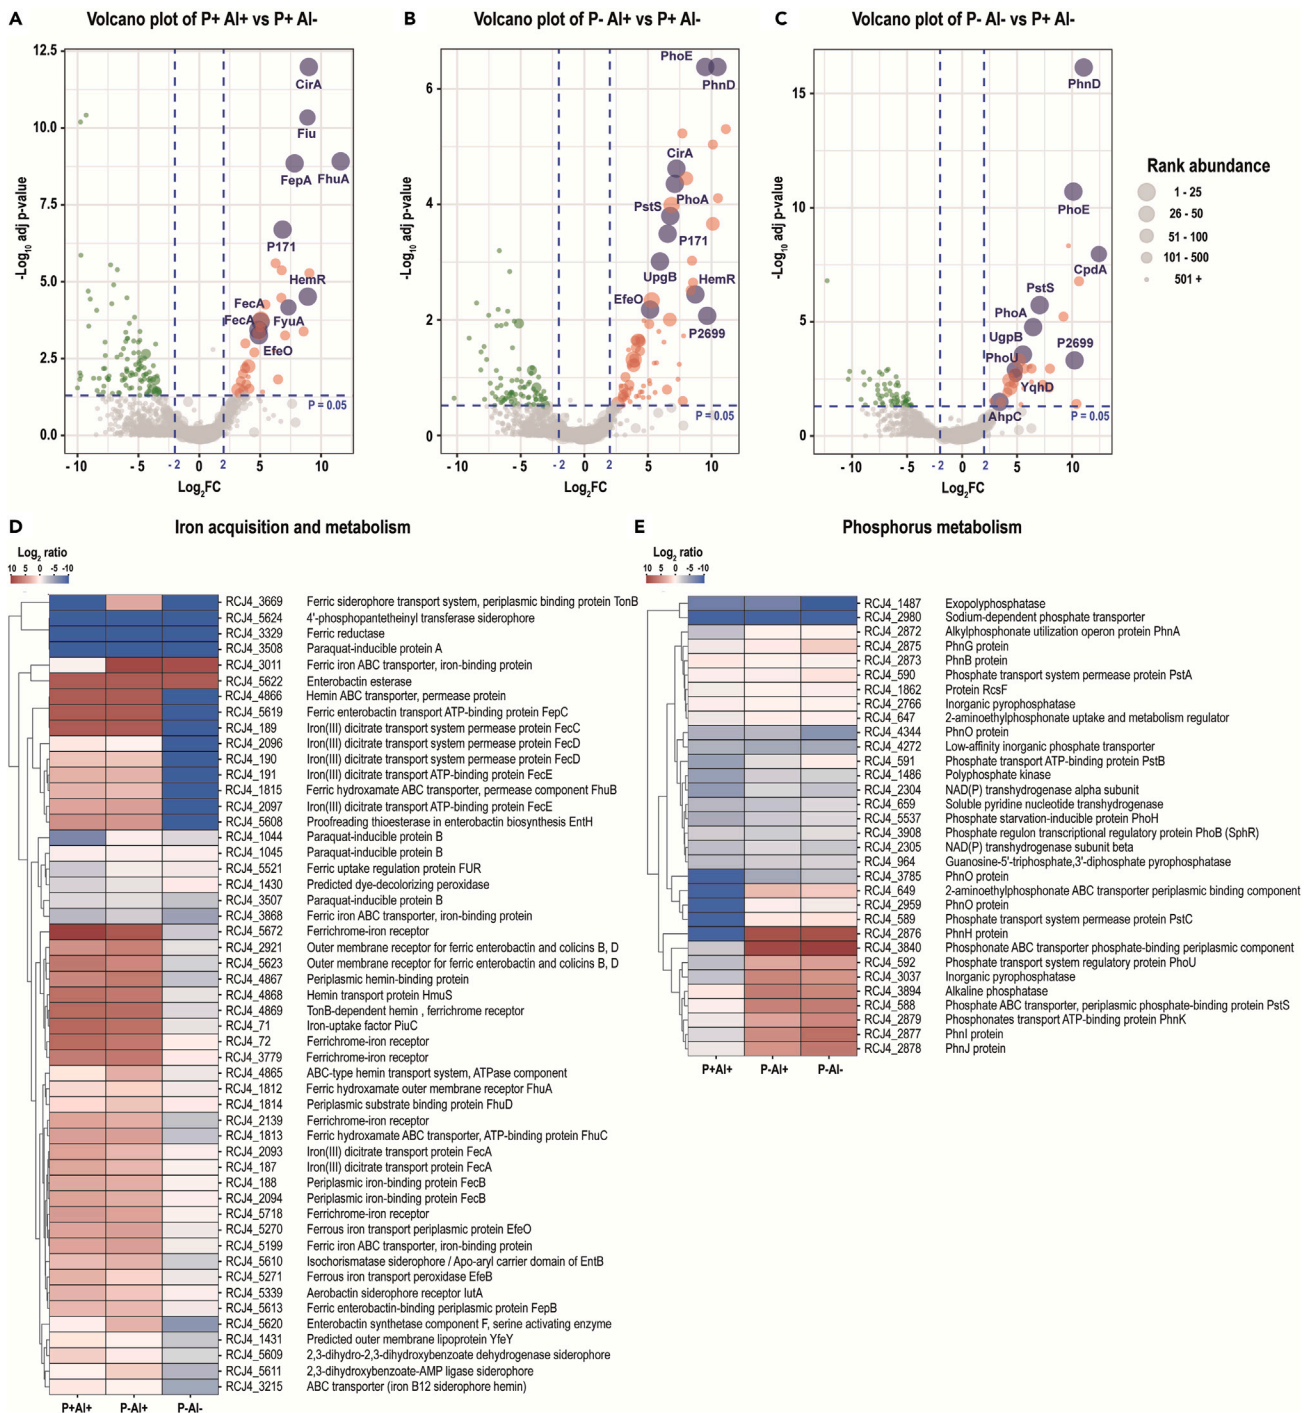 A Volcano plot of P+ Al+ vs P+ Al-
-Log10 adj p-value
12.5
10.0
7.5
5.0
2.5
0.0
CirA
Fiu
FepA FhuA
P171
HemR
FecA
FecA FyuA
EfeO
P = 0.05
- 10 - 5 - 2 0 2 5 10
Log2FC
B Volcano plot of P- Al+ vs P+ Al-
-Log10 adj p-value
6
4
2
0
PhoE
PhnD
CirA
PhoA
PstS
P171
UpgB
HemR
EfeO
P2699
P = 0.05
- 10 - 5 - 2 0 2 5 10
Log2FC
C Volcano plot of P- Al- vs P+ Al-
-Log10 adj p-value
15
10
5
0
PhnD
PhoE
CpdA
PstS
PhoA
UgpB
P2699
PhoU
YqhD
AhpC
P = 0.05
- 10 - 5 - 2 0 2 5 10
Log2FC
Rank abundance
1 - 25
26 - 50
51 - 100
101 - 500
501 +
D Iron acquisition and metabolism
Log2 ratio
10 5 0 -5 -10
RCJ4_3669 Ferric siderophore transport system, periplasmic binding protein TonB
RCJ4_5624 4'-phosphopantetheinyl transferase siderophore
RCJ4_3329 Ferric reductase
RCJ4_3508 Paraquat-inducible protein A
RCJ4_3011 Ferric iron ABC transporter, iron-binding protein
RCJ4_5622 Enterobactin esterase
RCJ4_4866 Hemin ABC transporter, permease protein
RCJ4_5619 Ferric enterobactin transport ATP-binding protein FepC
RCJ4_189 Iron(III) dicitrate transport system permease protein FecC
RCJ4_2096 Iron(III) dicitrate transport system permease protein FecD
RCJ4_190 Iron(III) dicitrate transport system permease protein FecD
RCJ4_191 Iron(III) dicitrate transport ATP-binding protein FecE
RCJ4_1815 Ferric hydroxamate ABC transporter, permease component FhuB
RCJ4_2097 Iron(III) dicitrate transport ATP-binding protein FecE
RCJ4_5608 Proofreading thioesterase in enterobactin biosynthesis EntH
RCJ4_1044 Paraquat-inducible protein B
RCJ4_1045 Paraquat-inducible protein B
RCJ4_5521 Ferric uptake regulation protein FUR
RCJ4_1430 Predicted dye-decolorizing peroxidase
RCJ4_3507 Paraquat-inducible protein B
RCJ4_3868 Ferric iron ABC transporter, iron-binding protein
RCJ4_5672 Ferrichrome-iron receptor
RCJ4_2921 Outer membrane receptor for ferric enterobactin and colicins B, D
RCJ4_5623 Outer membrane receptor for ferric enterobactin and colicins B, D
RCJ4_4867 Periplasmic hemin-binding protein
RCJ4_4868 Hemin transport protein HmuS
RCJ4_4869 TonB-dependent hemin , ferrichrome receptor
RCJ4_71 Iron-uptake factor PiuC
RCJ4_72 Ferrichrome-iron receptor
RCJ4_3779 Ferrichrome-iron receptor
RCJ4_4865 ABC-type hemin transport system, ATPase component
RCJ4_1812 Ferric hydroxamate outer membrane receptor FhuA
RCJ4_1814 Periplasmic substrate binding protein FhuD
RCJ4_2139 Ferrichrome-iron receptor
RCJ4_1813 Ferric hydroxamate ABC transporter, ATP-binding protein FhuC
RCJ4_2093 Iron(III) dicitrate transport protein FecA
RCJ4_187 Iron(III) dicitrate transport protein FecA
RCJ4_188 Periplasmic iron-binding protein FecB
RCJ4_2094 Periplasmic iron-binding protein FecB
RCJ4_5718 Ferrichrome-iron receptor
RCJ4_5270 Ferrous iron transport periplasmic protein EfeO
RCJ4_5199 Ferric iron ABC transporter, iron-binding protein
RCJ4_5610 Isochorismatase siderophore / Apo-aryl carrier domain of EntB
RCJ4_5271 Ferrous iron transport peroxidase EfeB
RCJ4_5339 Aerobactin siderophore receptor IutA
RCJ4_5613 Ferric enterobactin-binding periplasmic protein FepB
RCJ4_5620 Enterobactin synthetase component F, serine activating enzyme
RCJ4_1431 Predicted outer membrane lipoprotein YfeY
RCJ4_5609 2,3-dihydro-2,3-dihydroxybenzoate dehydrogenase siderophore
RCJ4_5611 2,3-dihydroxybenzoate-AMP ligase siderophore
RCJ4_3215 ABC transporter (iron B12 siderophore hemin)
P+Al+ P-Al+ P-Al-
E Phosphorus metabolism
Log2 ratio
10 5 0 -5 -10
RCJ4_1487 Exopolyphosphatase
RCJ4_2980 Sodium-dependent phosphate transporter
RCJ4_2872 Alkylphosphonate utilization operon protein PhnA
RCJ4_2875 PhnG protein
RCJ4_2873 PhnB protein
RCJ4_590 Phosphate transport system permease protein PstA
RCJ4_1862 Protein RcsF
RCJ4_2766 Inorganic pyrophosphatase
RCJ4_647 2-aminoethylphosphonate uptake and metabolism regulator
RCJ4_4344 PhnO protein
RCJ4_4272 Low-affinity inorganic phosphate transporter
RCJ4_591 Phosphate transport ATP-binding protein PstB
RCJ4_1486 Polyphosphate kinase
RCJ4_2304 NAD(P) transhydrogenase alpha subunit
RCJ4_659 Soluble pyridine nucleotide transhydrogenase
RCJ4_5537 Phosphate starvation-inducible protein PhoH
RCJ4_3908 Phosphate regulon transcriptional regulatory protein PhoB (SphR)
RCJ4_2305 NAD(P) transhydrogenase subunit beta
RCJ4_964 Guanosine-5'-triphosphate,3'-diphosphate pyrophosphatase
RCJ4_3785 PhnO protein
RCJ4_649 2-aminoethylphosphonate ABC transporter periplasmic binding component
RCJ4_2959 PhnO protein
RCJ4_589 Phosphate transport system permease protein PstC
RCJ4_2876 PhnH protein
RCJ4_3840 Phosphonate ABC transporter phosphate-binding periplasmic component
RCJ4_592 Phosphate transport system regulatory protein PhoU
RCJ4_3037 Inorganic pyrophosphatase
RCJ4_3894 Alkaline phosphatase
RCJ4_588 Phosphate ABC transporter, periplasmic phosphate-binding protein PstS
RCJ4_2879 Phosphonates transport ATP-binding protein PhnK
RCJ4_2877 PhnI protein
RCJ4_2878 PhnJ protein
P+Al+ P-Al+ P-Al-